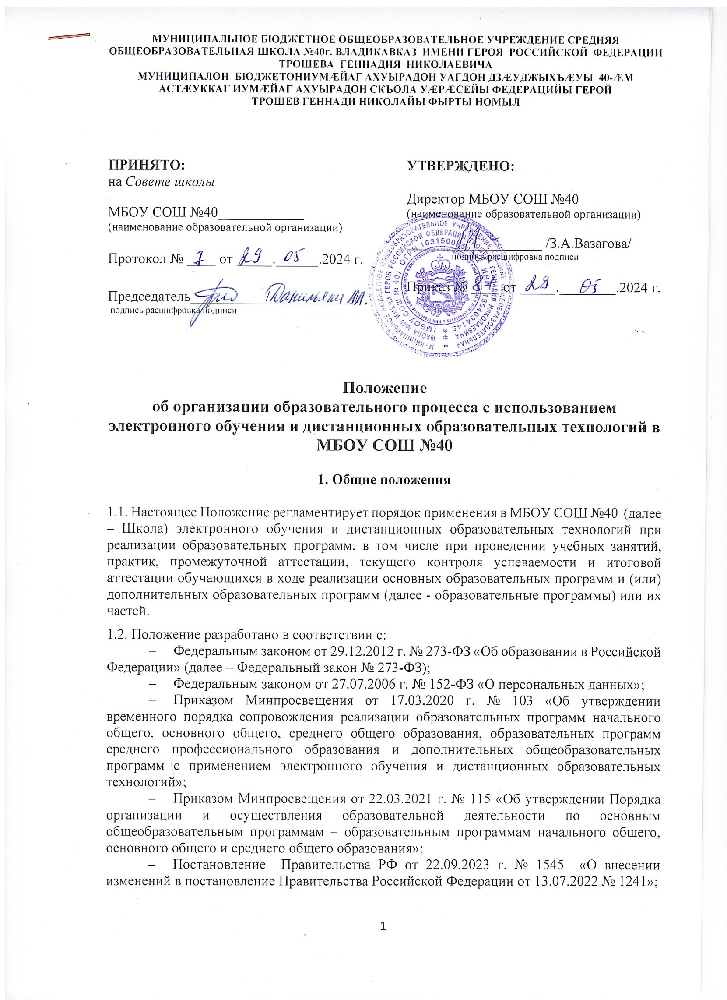 МУНИЦИПАЛЬНОЕ БЮДЖЕТНОЕ ОБЩЕОБРАЗОВАТЕЛЬНОЕ УЧРЕЖДЕНИЕ СРЕДНЯЯ
ОБЩЕОБРАЗОВАТЕЛЬНАЯ ШКОЛА №40г. ВЛАДИКАВКАЗ ИМЕНИ ГЕРОЯ РОССИЙСКОЙ ФЕДЕРАЦИИ
ТРОШЕВА ГЕННАДИЯ НИКОЛАЕВИЧА
МУНИЦИПАЛОН БЮДЖЕТОНИУМÆЙАГ АХУЫРАДОН УАГДОН ДЗÆУДЖЫХЪÆУЫ 40-ÆМ
АСТÆУККАГ ИУМÆЙАГ АХУЫРАДОН СКЪОЛА УÆРÆСЕЙЫ ФЕДЕРАЦИЙЫ ГЕРОЙ
ТРОШЕВ ГЕННАДИ НИКОЛАЙЫ ФЫРТЫ НОМЫЛ
ПРИНЯТО:
на Совете школы
МБОУ СОШ №40____________
(наименование образовательной организации)
Протокол № 7 от 29.05.2024 г.
Председатель__________
подпись расшифровка подписи
УТВЕРЖДЕНО:
Директор МБОУ СОШ №40
(наименование образовательной организации)
/З.А.Вазагова/
подпись расшифровка подписи
Приказ № от 29.05.2024 г.
Положение
об организации образовательного процесса с использованием
электронного обучения и дистанционных образовательных технологий в
МБОУ СОШ №40
1. Общие положения
1.1. Настоящее Положение регламентирует порядок применения в МБОУ СОШ №40 (далее
– Школа) электронного обучения и дистанционных образовательных технологий при
реализации образовательных программ, в том числе при проведении учебных занятий,
практик, промежуточной аттестации, текущего контроля успеваемости и итоговой
аттестации обучающихся в ходе реализации основных образовательных программ и (или)
дополнительных образовательных программ (далее - образовательные программы) или их
частей.
1.2. Положение разработано в соответствии с:
– Федеральным законом от 29.12.2012 г. № 273-ФЗ «Об образовании в Российской
Федерации» (далее – Федеральный закон № 273-ФЗ);
– Федеральным законом от 27.07.2006 г. № 152-ФЗ «О персональных данных»;
– Приказом Минпросвещения от 17.03.2020 г. № 103 «Об утверждении
временного порядка сопровождения реализации образовательных программ начального
общего, основного общего, среднего общего образования, образовательных программ
среднего профессионального образования и дополнительных общеобразовательных
программ с применением электронного обучения и дистанционных образовательных
технологий»;
– Приказом Минпросвещения от 22.03.2021 г. № 115 «Об утверждении Порядка
организации и осуществления образовательной деятельности по основным
общеобразовательным программам – образовательным программам начального общего,
основного общего и среднего общего образования»;
– Постановление Правительства РФ от 22.09.2023 г. № 1545 «О внесении
изменений в постановление Правительства Российской Федерации от 13.07.2022 № 1241»;
1